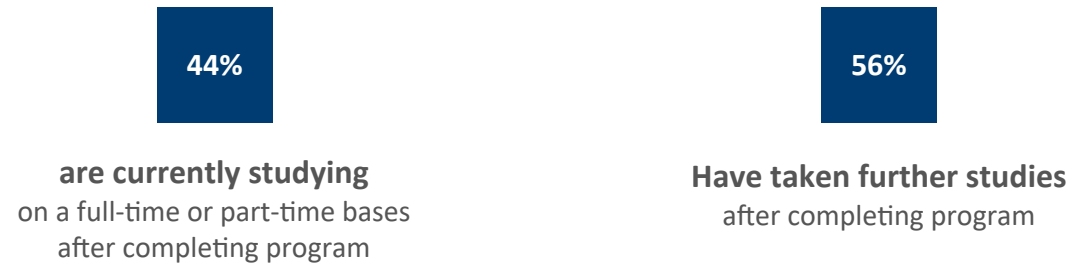 44%
are currently studying
on a full-time or part-time bases
after completing program
56%
Have taken further studies
after completing program